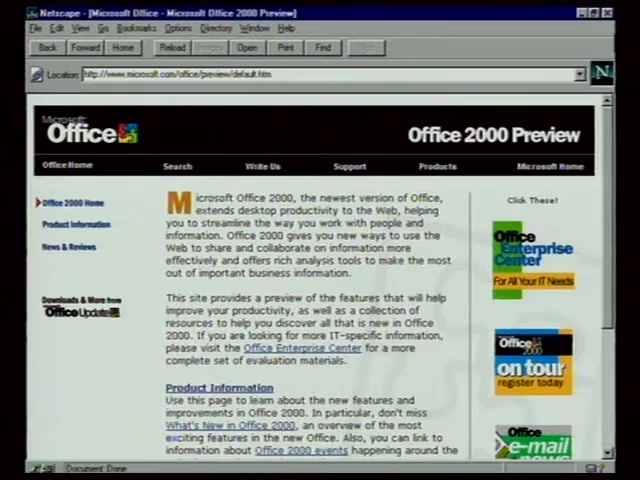 Netscape - [Microsoft Office - Microsoft Office 2000 Preview]
File Edit View Go Bookmarks Options Directory Window Help
Back Forward Home Reload Open Print Find
Location: http://www.microsoft.com/office/preview/default.htm
N
Microsoft
Office
Office 2000 Preview
Office Home Search Write Us Support Products Microsoft Home
Office 2000 Home
Product Information
News & Reviews
Downloads & More from
Office Update
Microsoft Office 2000, the newest version of Office,
extends desktop productivity to the Web, helping
you to streamline the way you work with people and
information. Office 2000 gives you new ways to use the
Web to share and collaborate on information more
effectively and offers rich analysis tools to make the most
out of important business information.
This site provides a preview of the features that will help
improve your productivity, as well as a collection of
resources to help you discover all that is new in Office
2000. If you are looking for more IT-specific information,
please visit the Office Enterprise Center for a more
complete set of evaluation materials.
Product Information
Use this page to learn about the new features and
improvements in Office 2000. In particular, don't miss
What's New in Office 2000, an overview of the most
exciting features in the new Office. Also, you can link to
information about Office 2000 events happening around the
Click These!
Office
Enterprise
Center
For All Your IT Needs
Office
2000
on tour
register today
Office
e-mail
news
Document: Done